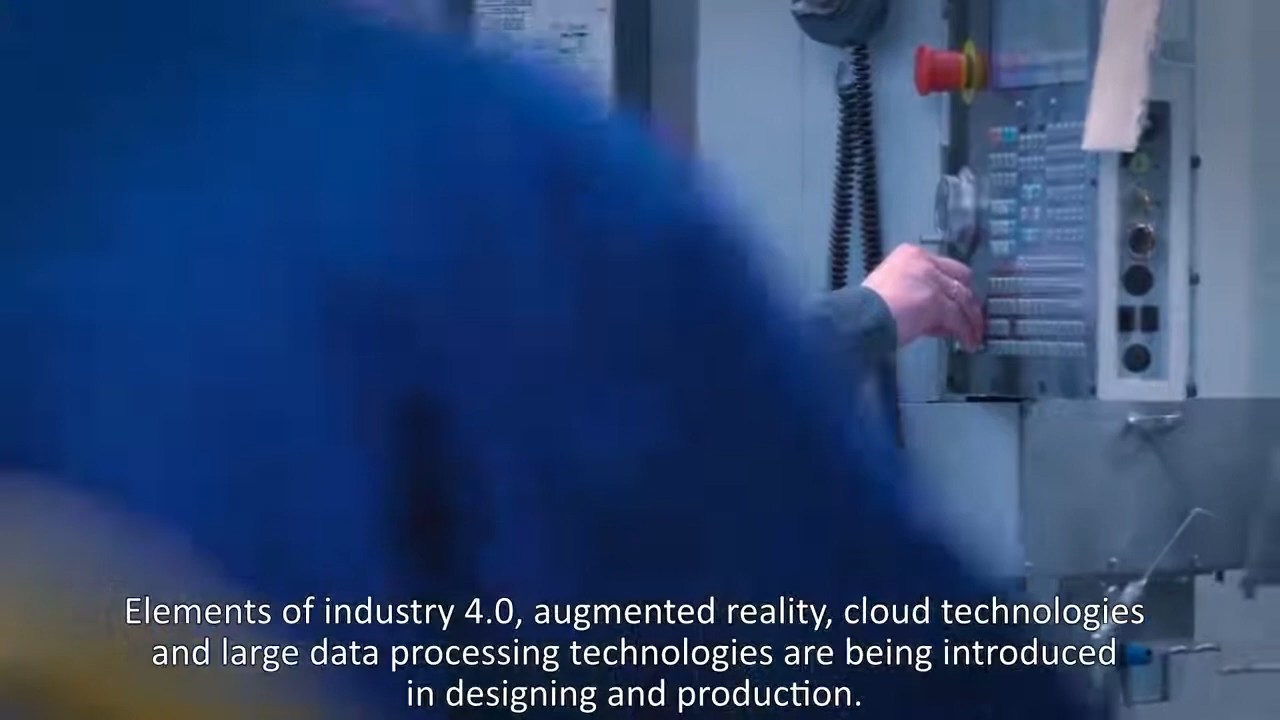 Elements of industry 4.0, augmented reality, cloud technologies
and large data processing technologies are being introduced
in designing and production.